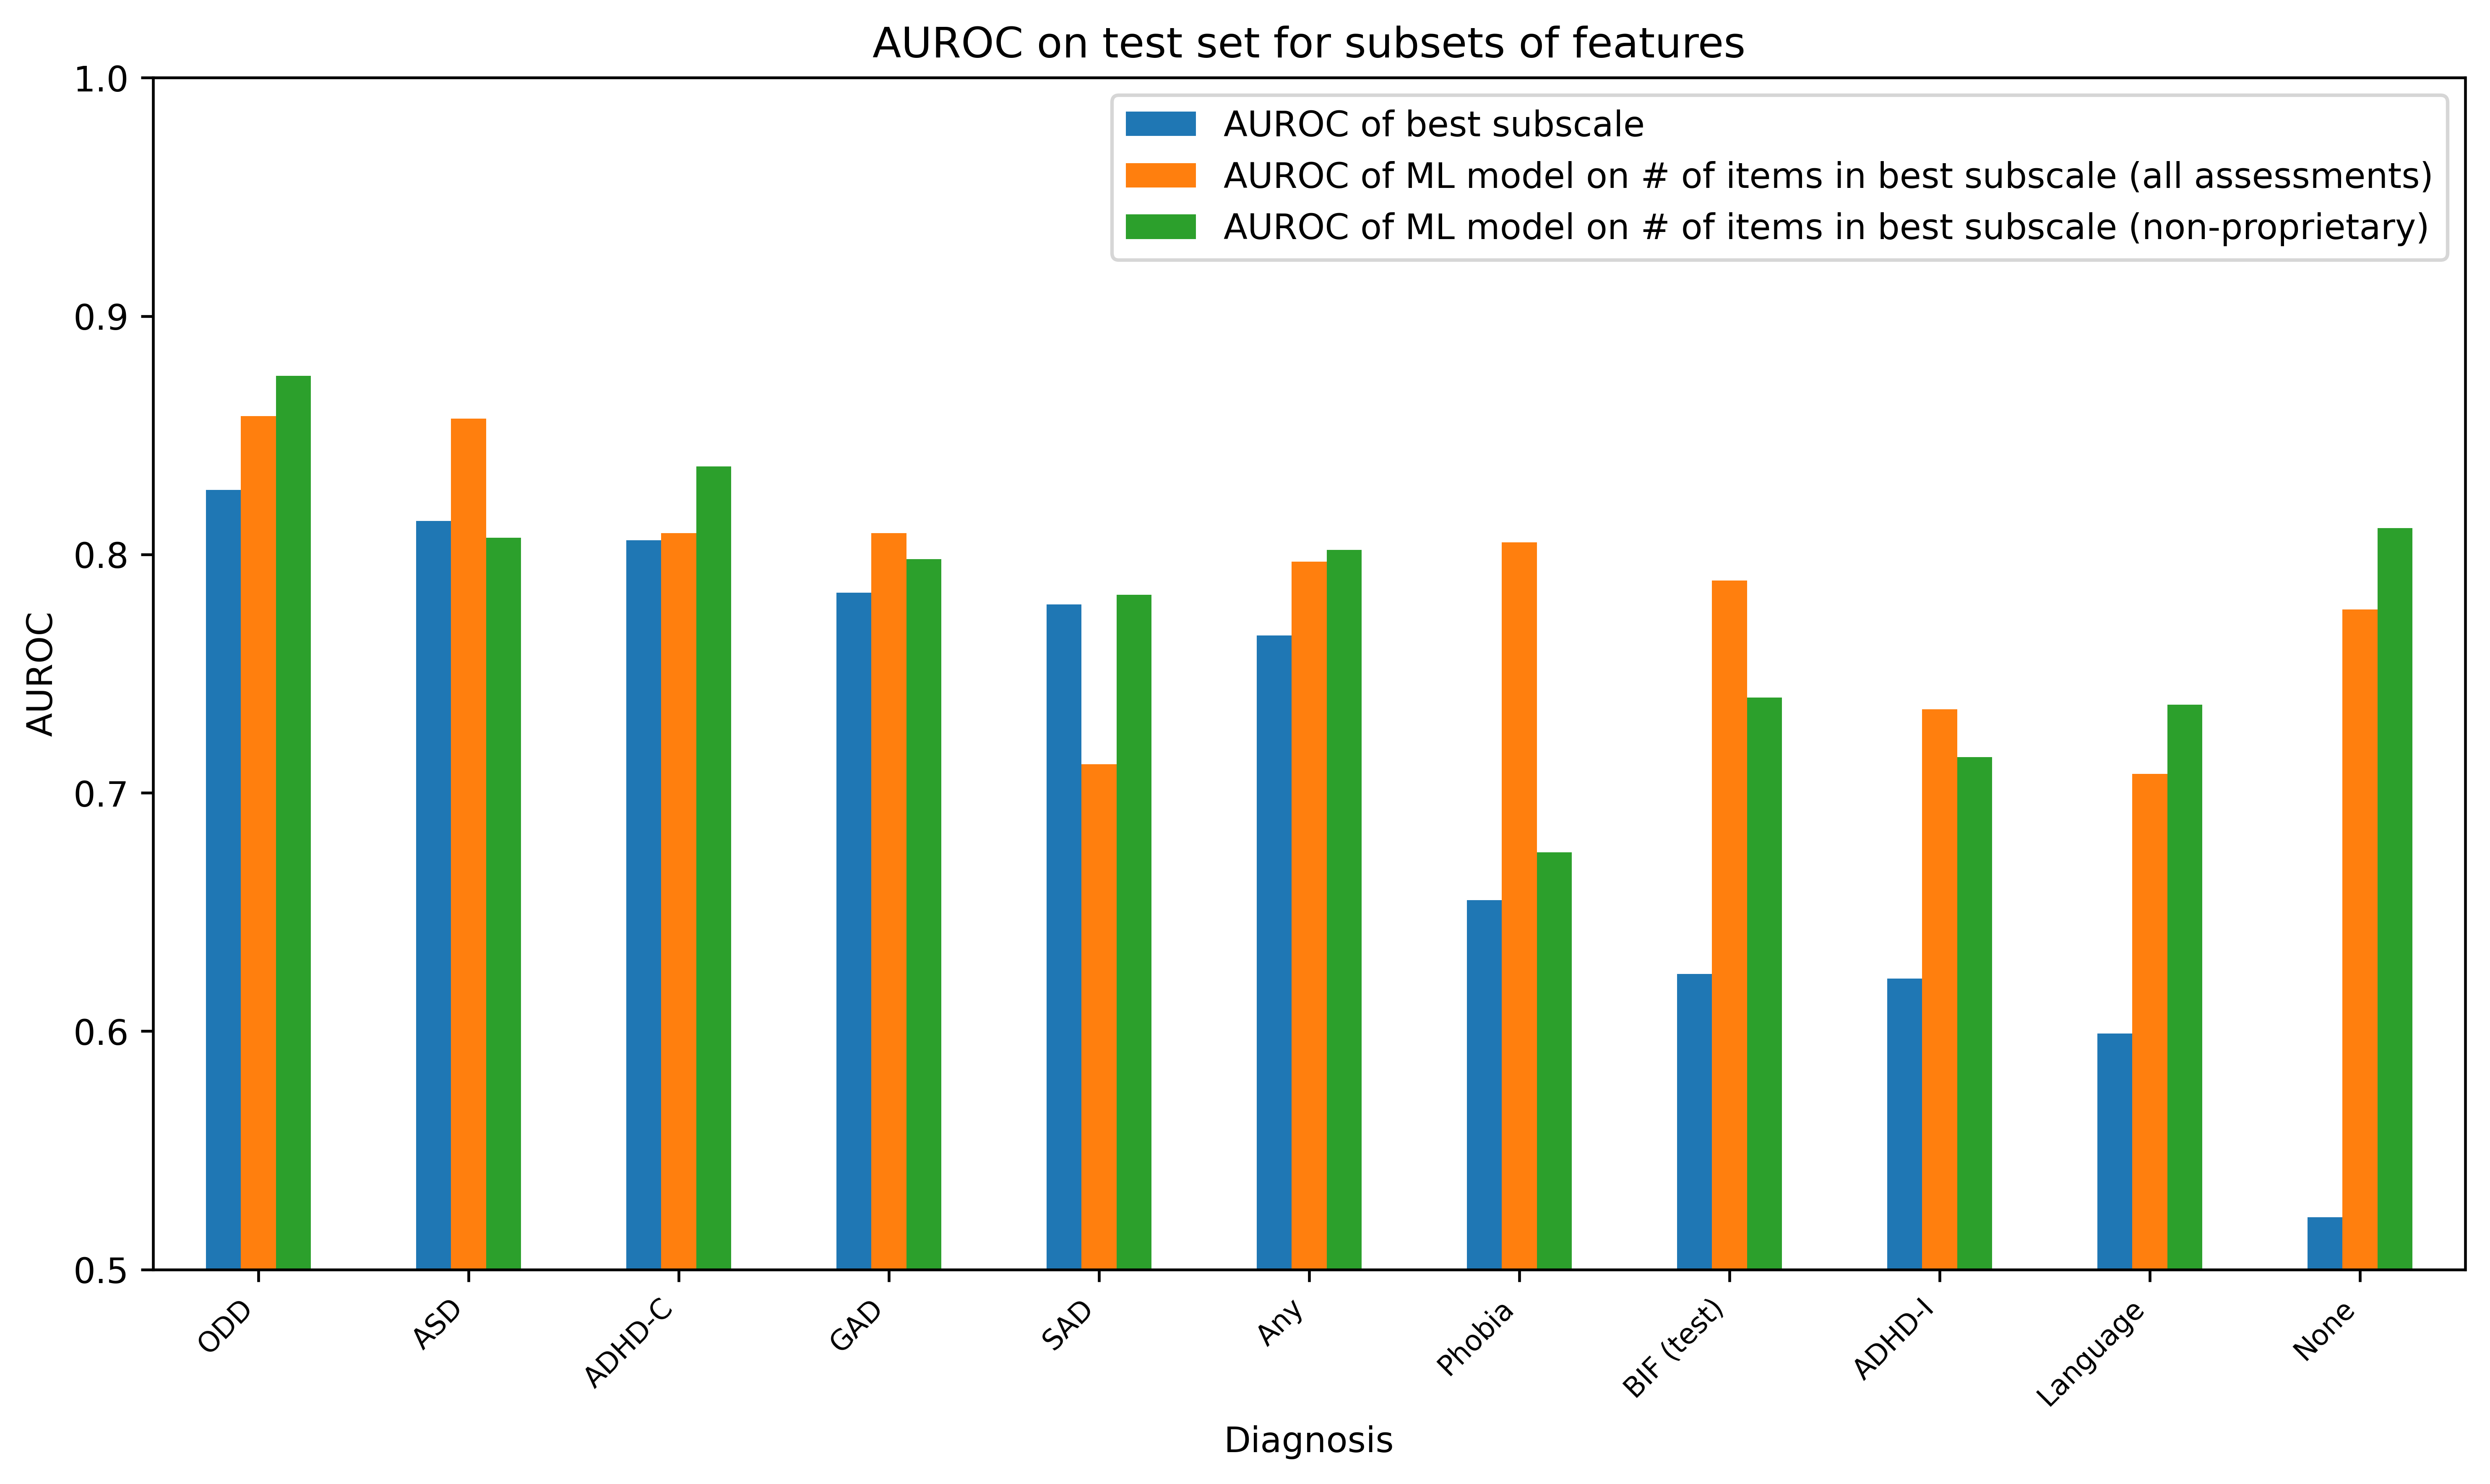 AUROC on test set for subsets of features
AUROC of best subscale
AUROC of ML model on # of items in best subscale (all assessments)
AUROC of ML model on # of items in best subscale (non-proprietary)
AUROC
1.0
0.9
0.8
0.7
0.6
0.5
ODD
ASD
ADHD-C
GAD
SAD
Any
Phobia
BIF (test)
ADHD-I
Language
None
Diagnosis